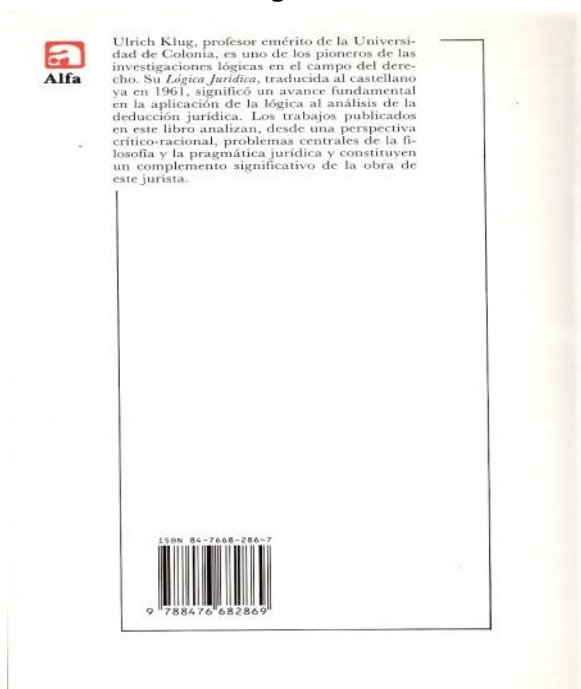 a
Alfa
Ulrich Klug, profesor emérito de la Universi-
dad de Colonia, es uno de los pioneros de las
investigaciones lógicas en el campo del dere-
cho. Su Lógica Jurídica, traducida al castellano
ya en 1961, significó un avance fundamental
en la aplicación de la lógica al análisis de la
deducción jurídica. Los trabajos publicados
en este libro analizan, desde una perspectiva
crítico-racional, problemas centrales de la fi-
losofía y la pragmática jurídica y constituyen
un complemento significativo de la obra de
este jurista.
ISBN 84-7668-286-7
9 788476 682869